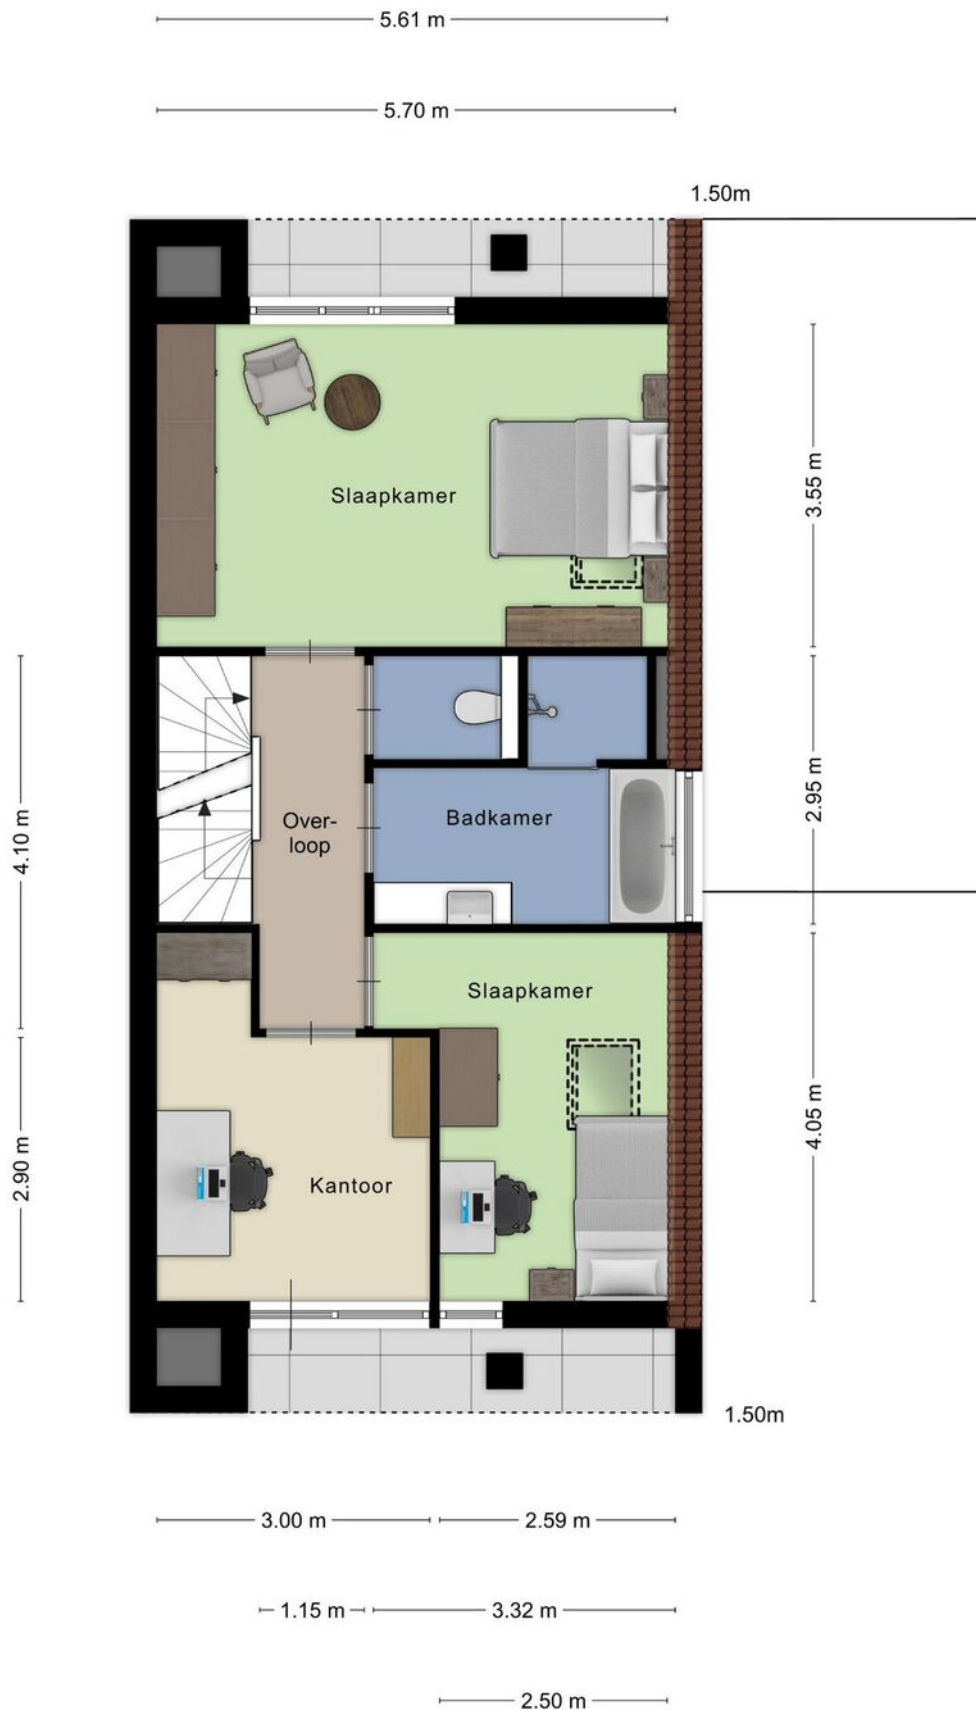 5.61 m
5.70 m
1.50m
Slaapkamer
3.55 m
Over-
loop
Badkamer
2.95 m
4.10 m
Slaapkamer
4.05 m
Kantoor
2.90 m
1.50m
3.00 m
2.59 m
1.15 m
3.32 m
2.50 m